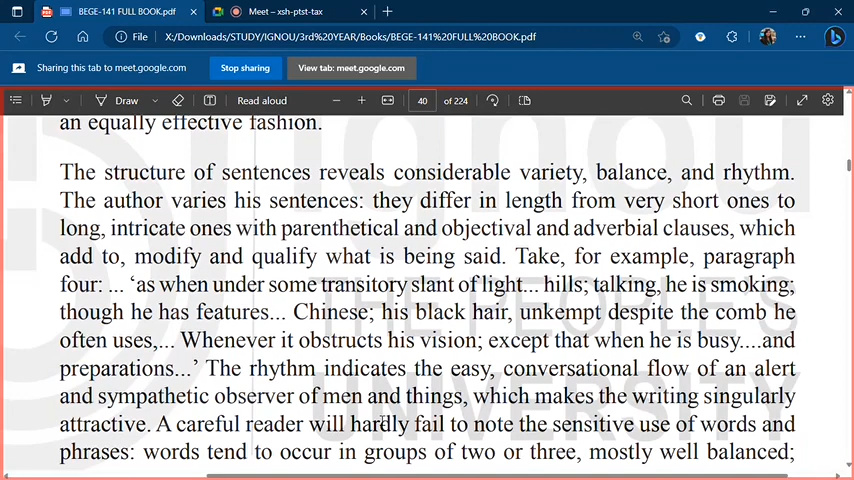 BEGE-141 FULL BOOK.pdf
Meet – xsh-ptst-tax
File X:/Downloads/STUDY/IGNOU/3rd%20YEAR/Books/BEGE-141%20FULL%20BOOK.pdf
Sharing this tab to meet.google.com Stop sharing View tab: meet.google.com
Draw Read aloud 40 of 224
an equally effective fashion.
The structure of sentences reveals considerable variety, balance, and rhythm.
The author varies his sentences: they differ in length from very short ones to
long, intricate ones with parenthetical and objectival and adverbial clauses, which
add to, modify and qualify what is being said. Take, for example, paragraph
four: ... ‘as when under some transitory slant of light... hills; talking, he is smoking;
though he has features... Chinese; his black hair, unkempt despite the comb he
often uses,... Whenever it obstructs his vision; except that when he is busy....and
preparations...’ The rhythm indicates the easy, conversational flow of an alert
and sympathetic observer of men and things, which makes the writing singularly
attractive. A careful reader will hardly fail to note the sensitive use of words and
phrases: words tend to occur in groups of two or three, mostly well balanced;
ignou
THE PEOPLE'S
UNIVERSITY